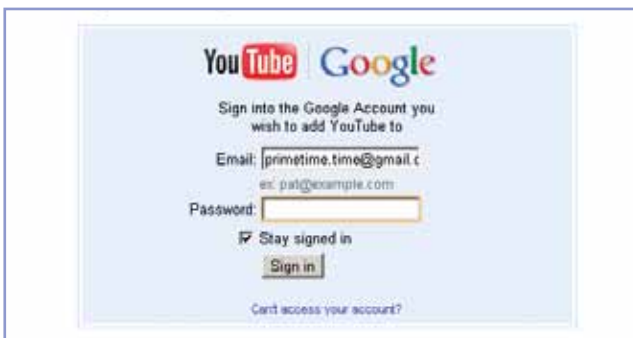 YouTube Google
Sign into the Google Account you
wish to add YouTube to
Email: primetime.time@gmail.c
ex: pat@example.com
Password:
Stay signed in
Sign in
Can't access your account?